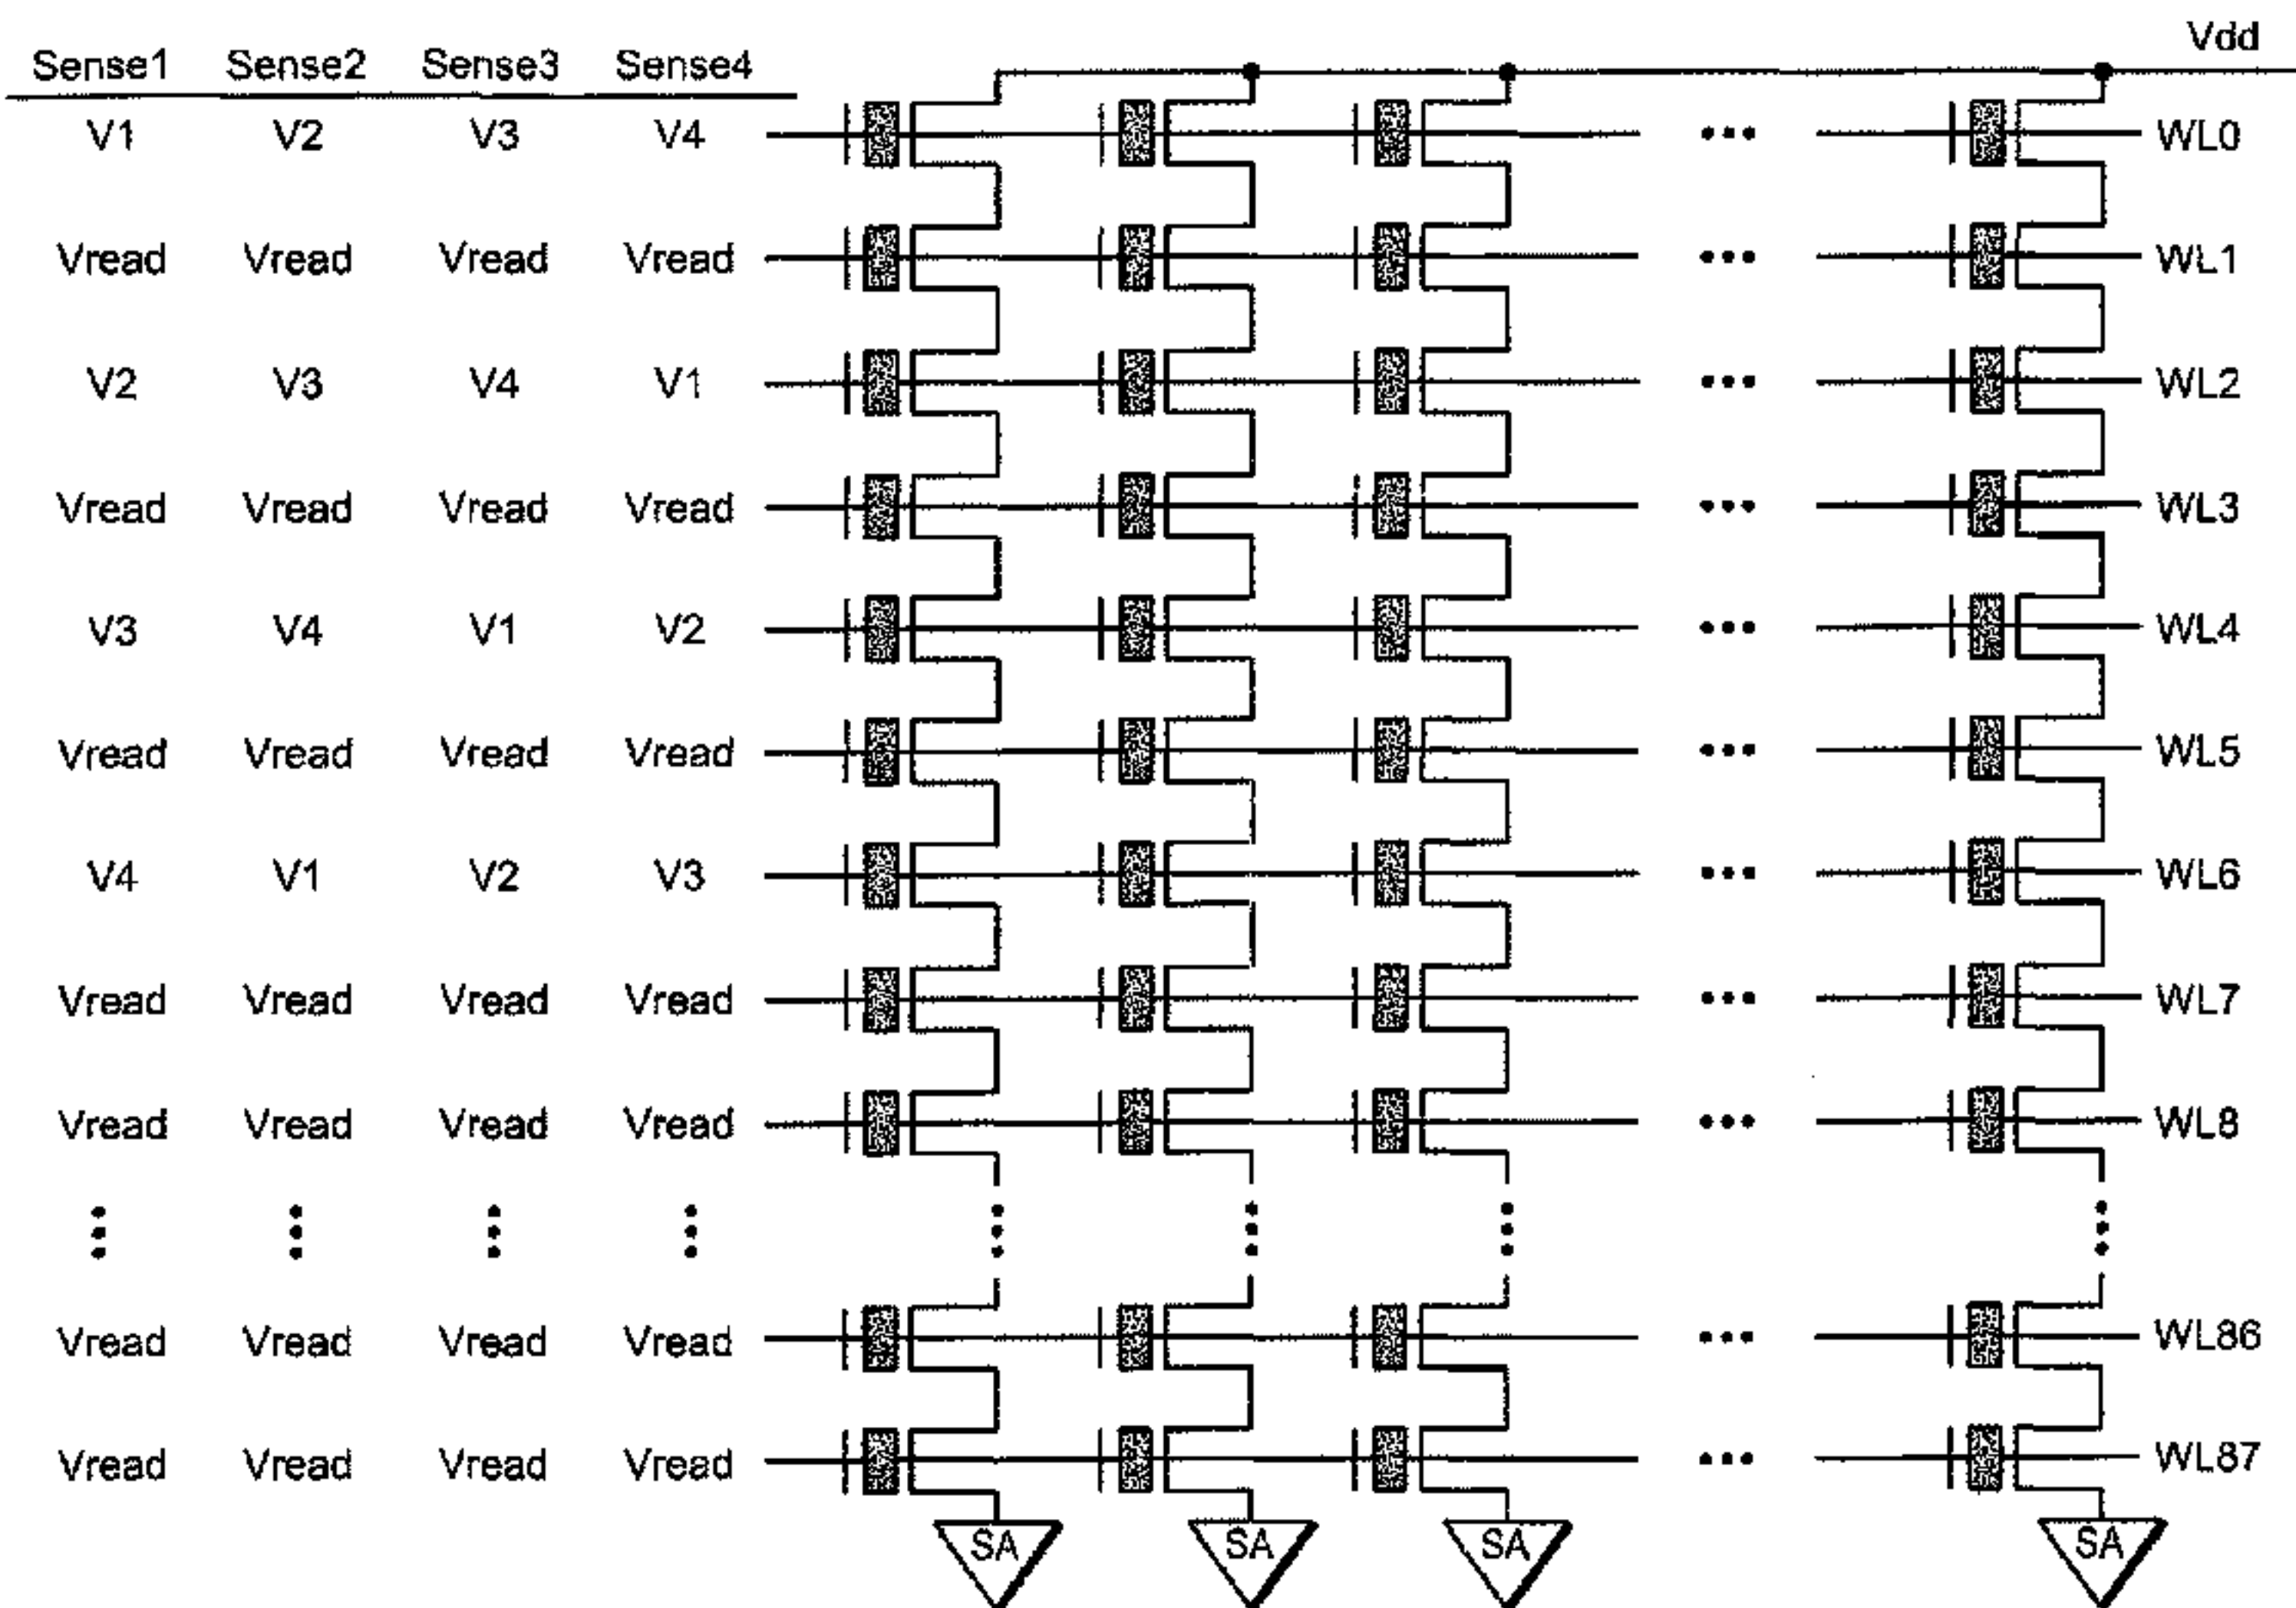 Vdd
Sense1 Sense2 Sense3 Sense4
V1 V2 V3 V4 WL0
Vread Vread Vread Vread WL1
V2 V3 V4 V1 WL2
Vread Vread Vread Vread WL3
V3 V4 V1 V2 WL4
Vread Vread Vread Vread WL5
V4 V1 V2 V3 WL6
Vread Vread Vread Vread WL7
Vread Vread Vread Vread WL8
Vread Vread Vread Vread WL86
Vread Vread Vread Vread WL87
SA SA SA SA